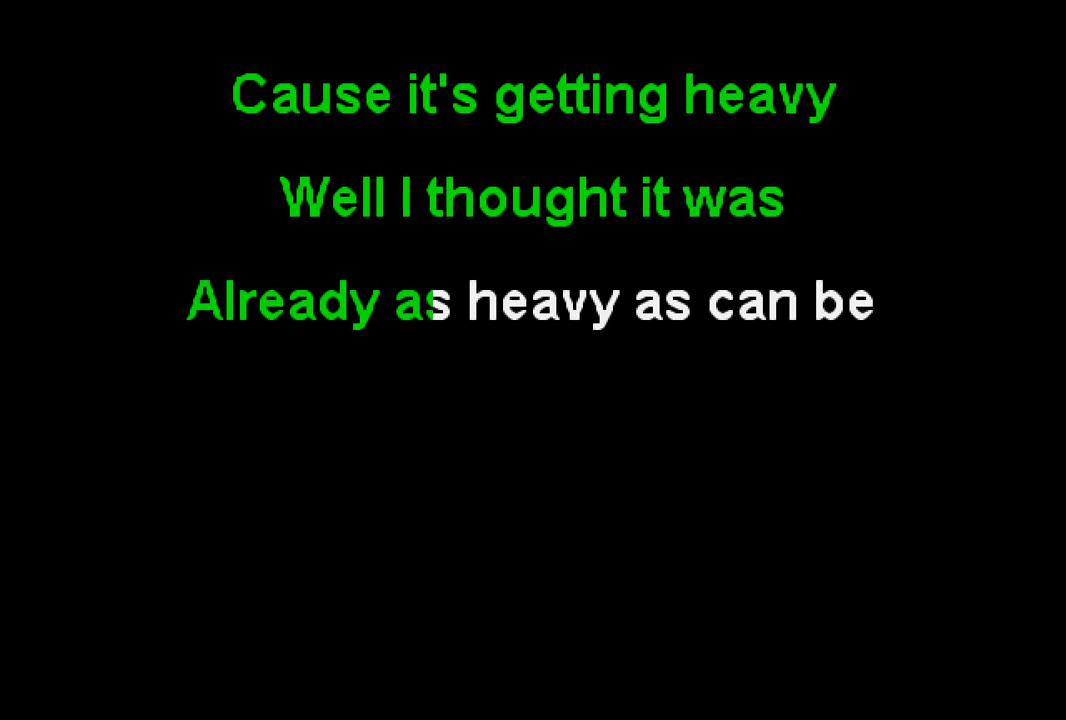 Cause it's getting heavy
Well I thought it was
Already as heavy as can be